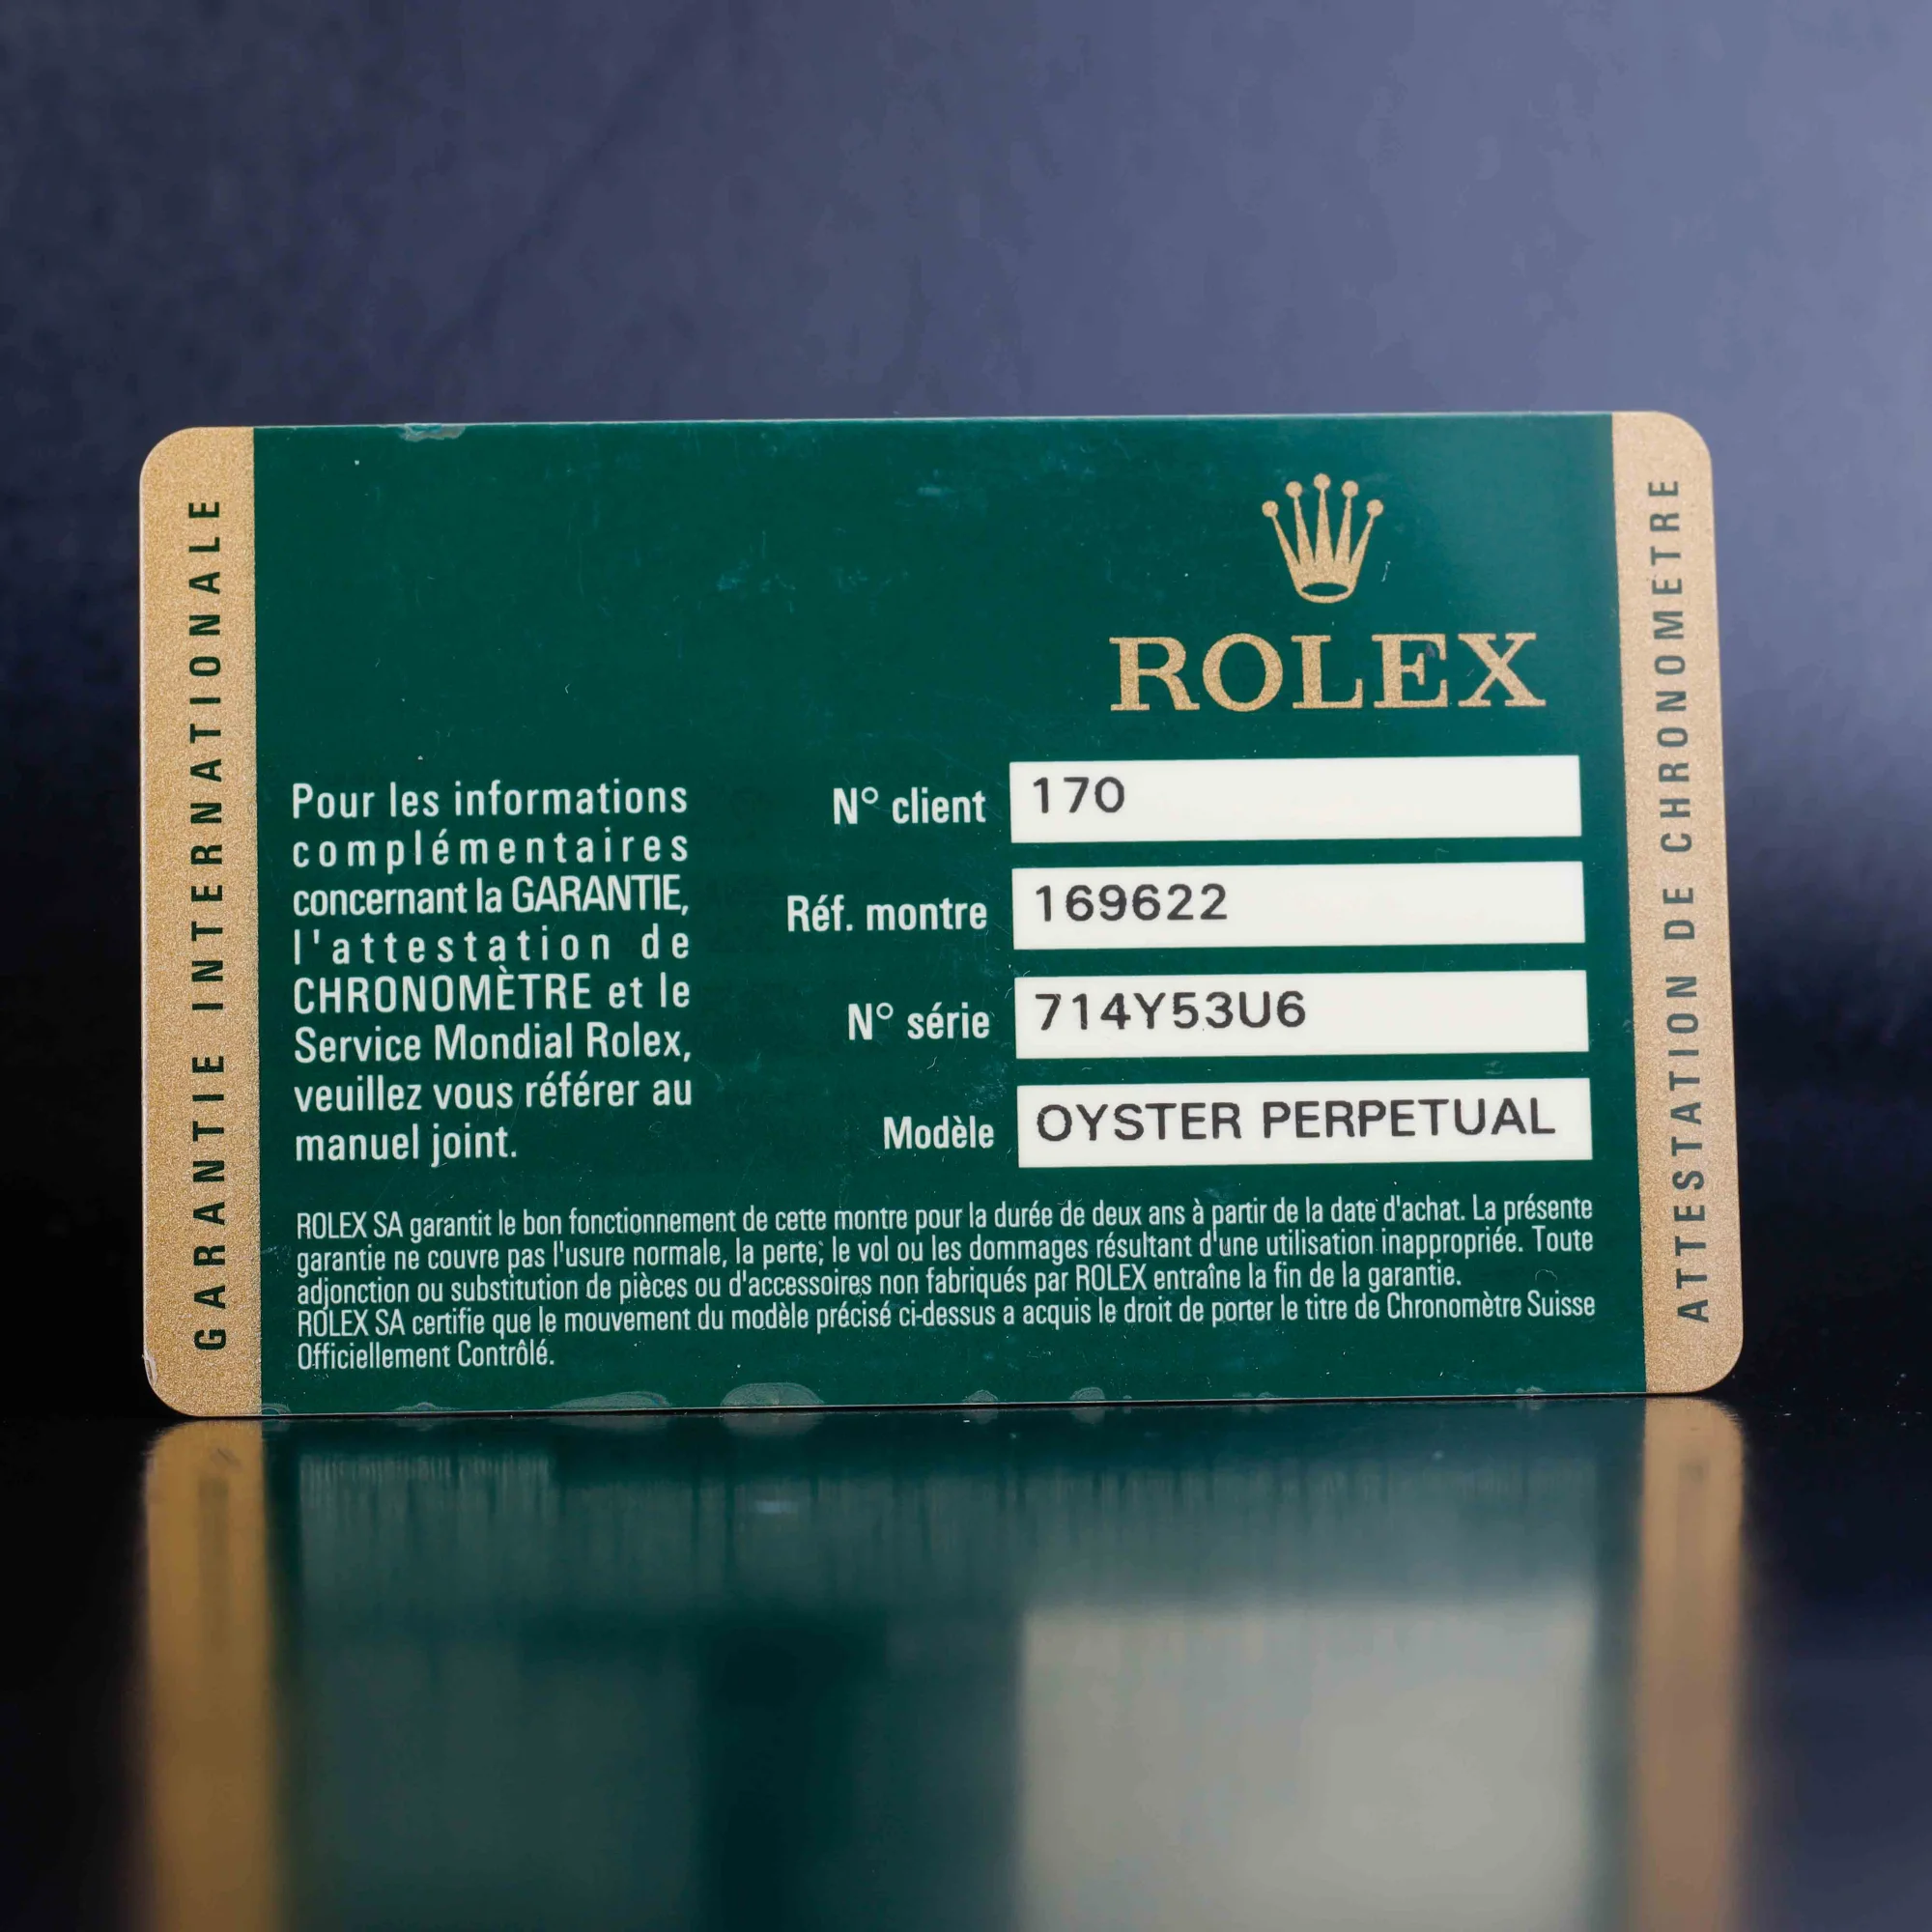 GARANTIE INTERNATIONALE
ROLEX
Pour les informations
complémentaires
concernant la GARANTIE,
l'attestation de
CHRONOMÈTRE et le
Service Mondial Rolex,
veuillez vous référer au
manuel joint.
N° client 170
Réf. montre 169622
N° série 714Y53U6
Modèle OYSTER PERPETUAL
ROLEX SA garantit le bon fonctionnement de cette montre pour la durée de deux ans à partir de la date d'achat. La présente
garantie ne couvre pas l'usure normale, la perte, le vol ou les dommages résultant d'une utilisation inappropriée. Toute
adjonction ou substitution de pièces ou d'accessoires non fabriqués par ROLEX entraîne la fin de la garantie.
ROLEX SA certifie que le mouvement du modèle précisé ci-dessus a acquis le droit de porter le titre de Chronomètre Suisse
Officiellement Contrôlé.
ATTESTATION DE CHRONOMETRE